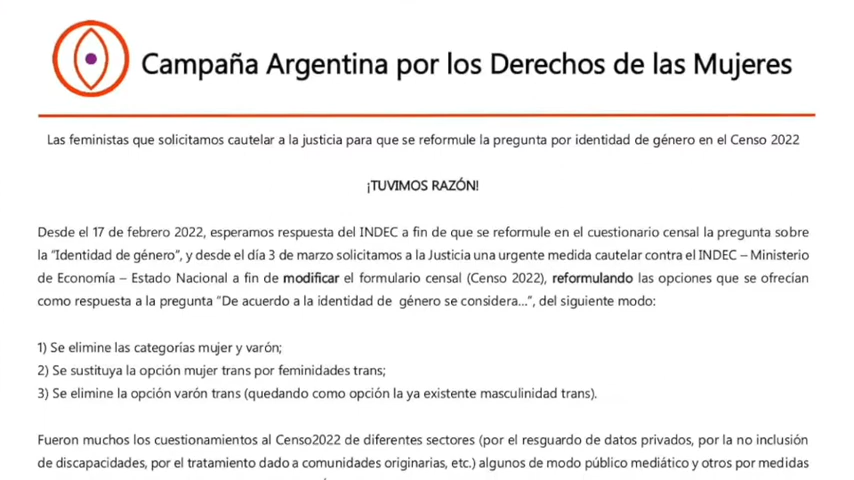 Campaña Argentina por los Derechos de las Mujeres
Las feministas que solicitamos cautelar a la justicia para que se reformule la pregunta por identidad de género en el Censo 2022
¡TUVIMOS RAZÓN!
Desde el 17 de febrero 2022, esperamos respuesta del INDEC a fin de que se reformule en el cuestionario censal la pregunta sobre
la “Identidad de género”, y desde el día 3 de marzo solicitamos a la Justicia una urgente medida cautelar contra el INDEC – Ministerio
de Economía – Estado Nacional a fin de modificar el formulario censal (Censo 2022), reformulando las opciones que se ofrecían
como respuesta a la pregunta “De acuerdo a la identidad de género se considera...”, del siguiente modo:
1) Se elimine las categorías mujer y varón;
2) Se sustituya la opción mujer trans por feminidades trans;
3) Se elimine la opción varón trans (quedando como opción la ya existente masculinidad trans).
Fueron muchos los cuestionamientos al Censo2022 de diferentes sectores (por el resguardo de datos privados, por la no inclusión
de discapacidades, por el tratamiento dado a comunidades originarias, etc.) algunos de modo público mediático y otros por medidas